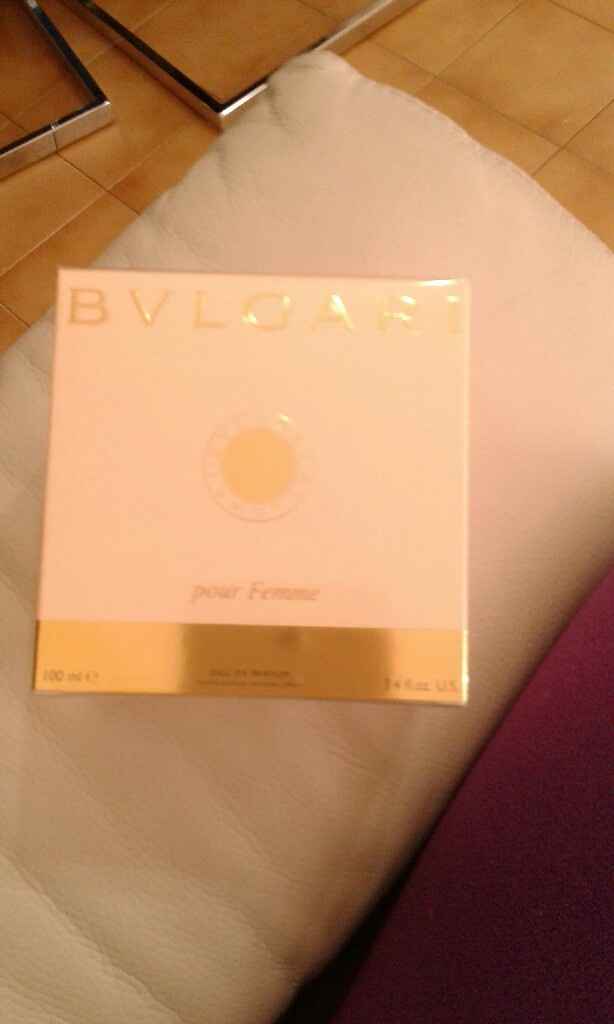 BVLGARI
pour Femme
100 ml e
EAU DE PARFUM
3.4 fl.oz. U.S.